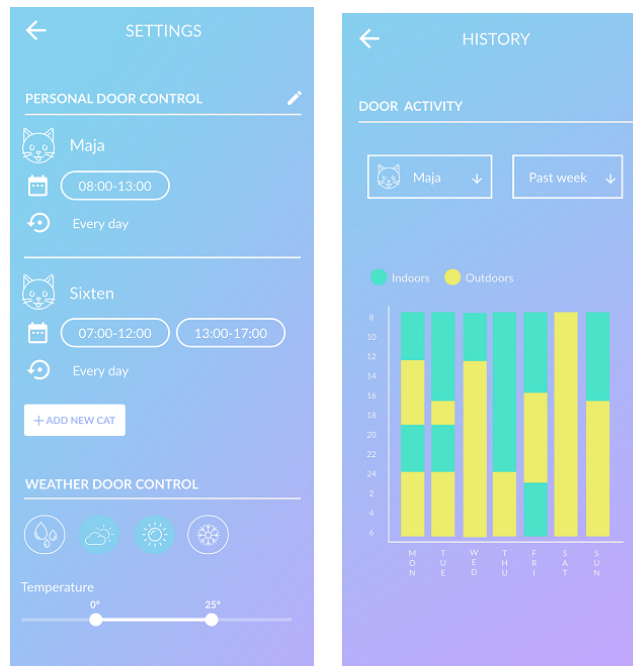 SETTINGS
PERSONAL DOOR CONTROL
Maja
08:00-13:00
Every day
Sixten
07:00-12:00 13:00-17:00
Every day
+ ADD NEW CAT
WEATHER DOOR CONTROL
Temperature
0° 25°
HISTORY
DOOR ACTIVITY
Maja Past week
Indoors Outdoors
8
10
12
14
16
18
20
22
24
2
4
6
MON TUE WED THU FRI SAT SUN